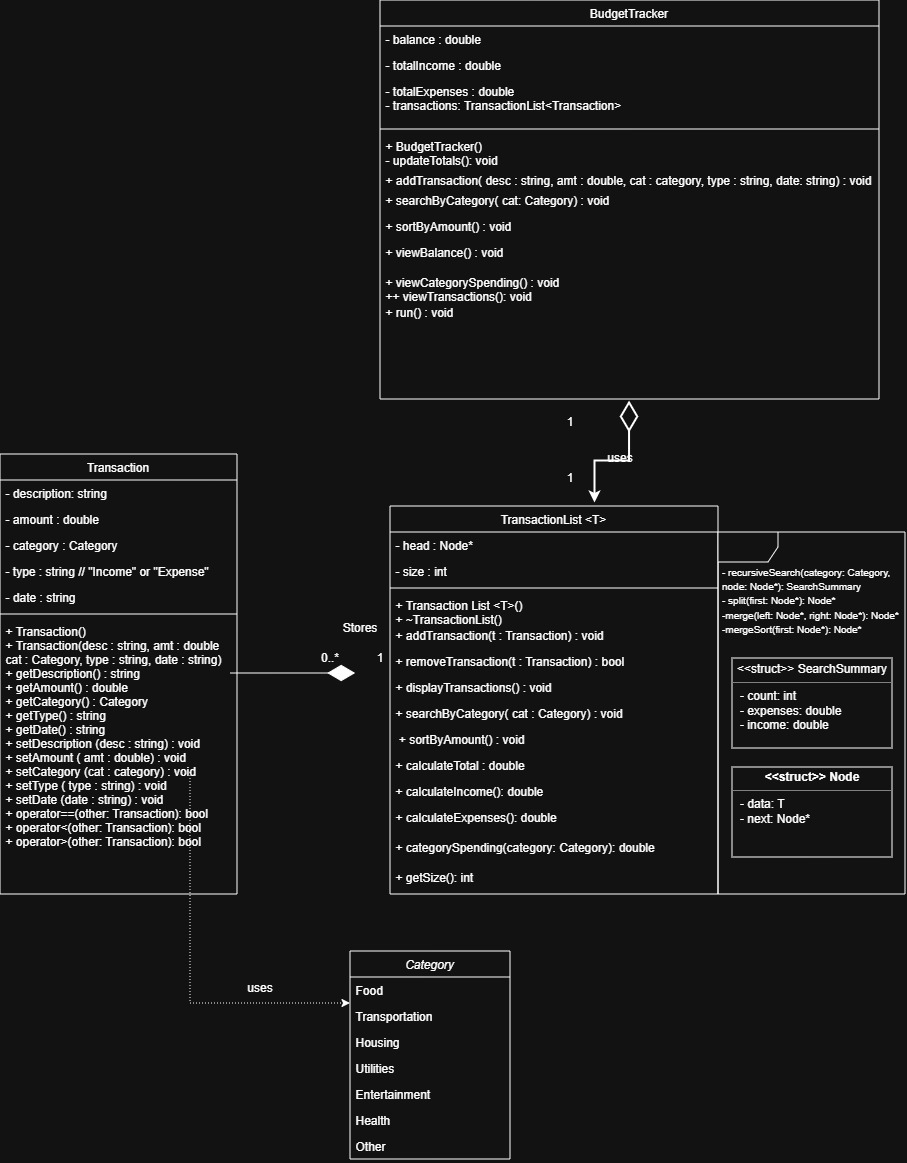 BudgetTracker
- balance : double
- totalIncome : double
- totalExpenses : double
- transactions: TransactionList<Transaction>
+ BudgetTracker()
- updateTotals(): void
+ addTransaction( desc : string, amt : double, cat : category, type : string, date: string) : void
+ searchByCategory( cat: Category) : void
+ sortByAmount() : void
+ viewBalance() : void
+ viewCategorySpending() : void
++ viewTransactions(): void
+ run() : void
1
uses
1
Transaction
- description: string
- amount : double
- category : Category
- type : string // "Income" or "Expense"
- date : string
+ Transaction()
+ Transaction(desc : string, amt : double
cat : Category, type : string, date : string)
+ getDescription() : string
+ getAmount() : double
+ getCategory() : Category
+ getType() : string
+ getDate() : string
+ setDescription (desc : string) : void
+ setAmount ( amt : double) : void
+ setCategory (cat : category) : void
+ setType ( type : string) : void
+ setDate (date : string) : void
+ operator==(other: Transaction): bool
+ operator<(other: Transaction): bool
+ operator>(other: Transaction): bool
Stores
0..*
1
TransactionList <T>
- head : Node*
- size : int
+ Transaction List <T>()
+ ~TransactionList()
+ addTransaction(t : Transaction) : void
+ removeTransaction(t : Transaction) : bool
+ displayTransactions() : void
+ searchByCategory( cat : Category) : void
+ sortByAmount() : void
+ calculateTotal : double
+ calculateIncome(): double
+ calculateExpenses(): double
+ categorySpending(category: Category): double
+ getSize(): int
- recursiveSearch(category: Category,
node: Node*): SearchSummary
- split(first: Node*): Node*
-merge(left: Node*, right: Node*): Node*
-mergeSort(first: Node*): Node*
<<struct>> SearchSummary
- count: int
- expenses: double
- income: double
<<struct>> Node
- data: T
- next: Node*
uses
Category
Food
Transportation
Housing
Utilities
Entertainment
Health
Other